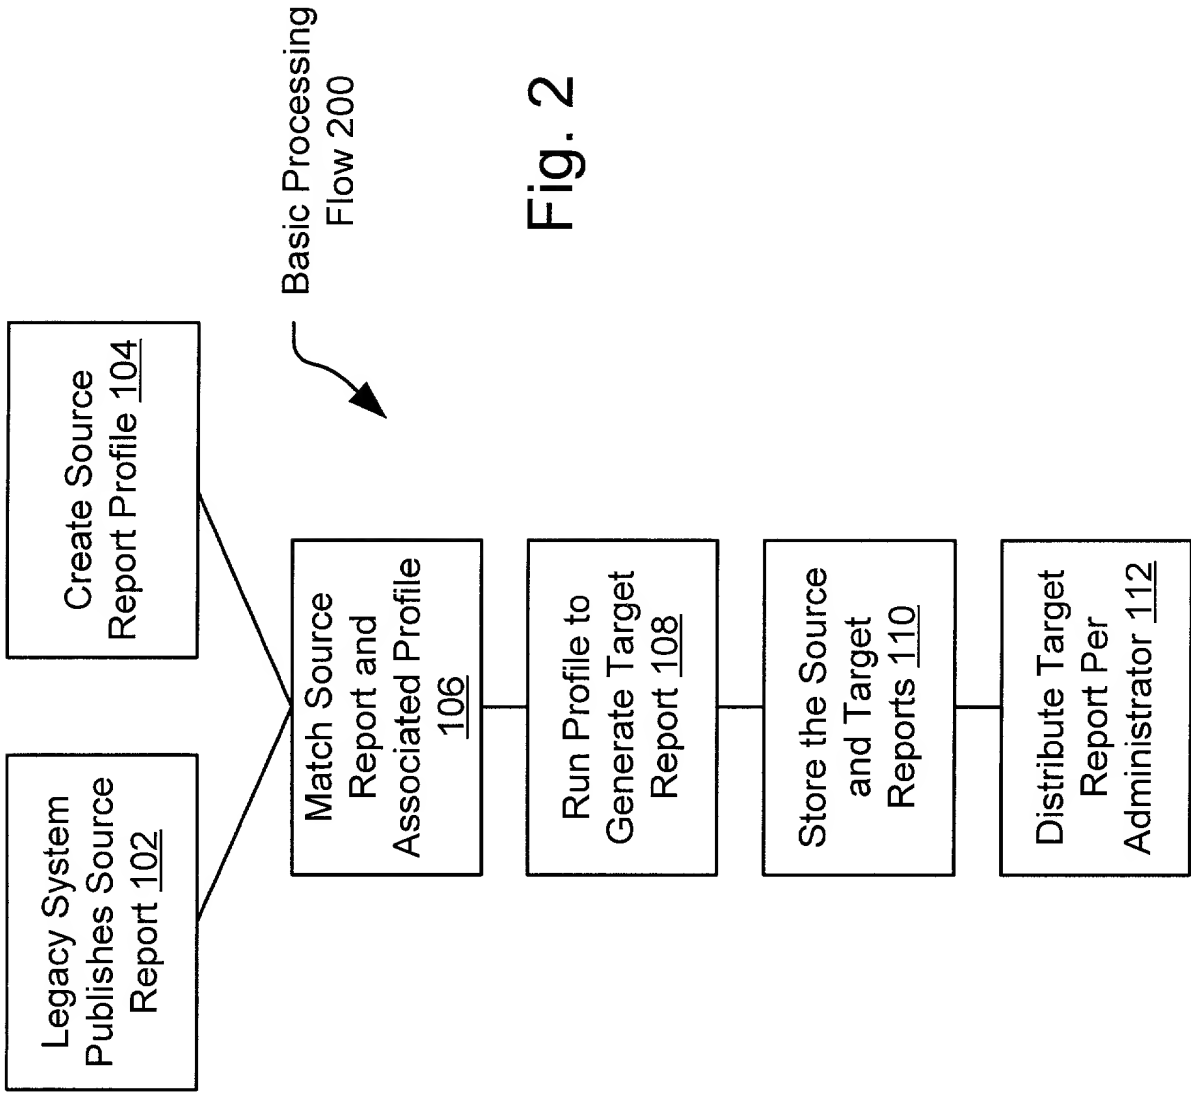 Legacy System
Publishes Source
Report 102
Create Source
Report Profile 104
Match Source
Report and
Associated Profile
106
Run Profile to
Generate Target
Report 108
Store the Source
and Target
Reports 110
Distribute Target
Report Per
Administrator 112
Basic Processing
Flow 200
Fig. 2